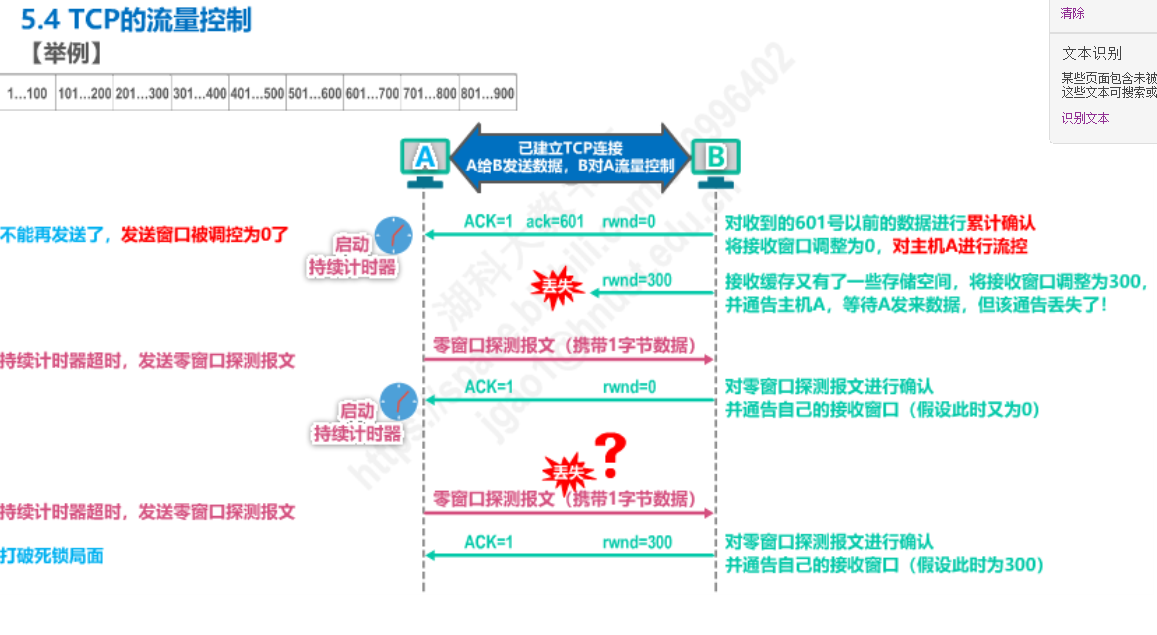 5.4 TCP的流量控制
【举例】
1…100 101…200 201…300 301…400 401…500 501…600 601…700 701…800 801…900
清除
文本识别
某些页面包含未被
这些文本可搜索或
识别文本
A
已建立TCP连接
A给B发送数据，B对A流量控制
B
不能再发送了，发送窗口被调控为0了
启动
持续计时器
ACK=1 ack=601 rwnd=0
对收到的601号以前的数据进行累计确认
将接收窗口调整为0，对主机A进行流控
丢失
rwnd=300
接收缓存又有了一些存储空间，将接收窗口调整为300，
并通告主机A，等待A发来数据，但该通告丢失了！
持续计时器超时，发送零窗口探测报文
零窗口探测报文（携带1字节数据）
启动
持续计时器
ACK=1 rwnd=0
对零窗口探测报文进行确认
并通告自己的接收窗口（假设此时又为0）
丢失
?
持续计时器超时，发送零窗口探测报文
零窗口探测报文（携带1字节数据）
打破死锁局面
ACK=1 rwnd=300
对零窗口探测报文进行确认
并通告自己的接收窗口（假设此时为300）